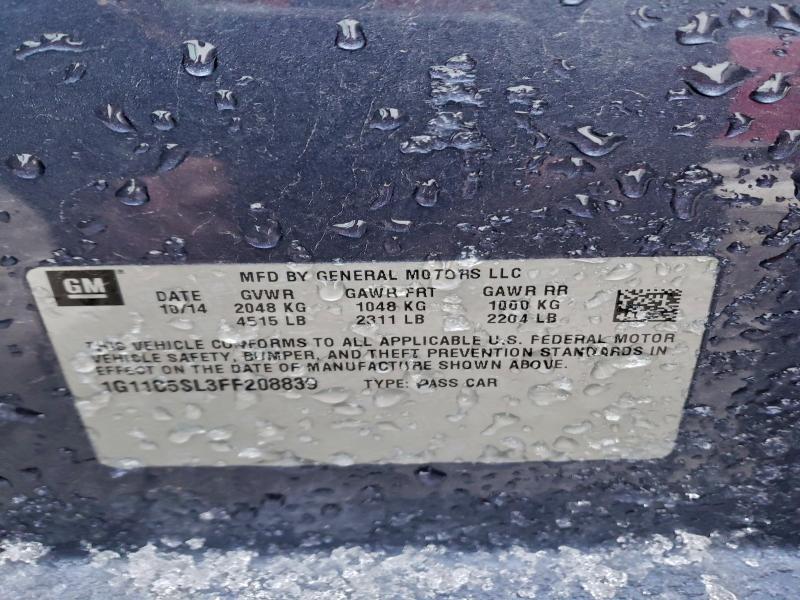 GM
MFD BY GENERAL MOTORS LLC
DATE GVWR GAWR FRT GAWR RR
10/14 2048 KG 1048 KG 1000 KG
4515 LB 2311 LB 2204 LB
THIS VEHICLE CONFORMS TO ALL APPLICABLE U.S. FEDERAL MOTOR
VEHICLE SAFETY, BUMPER, AND THEFT PREVENTION STANDARDS IN
EFFECT ON THE DATE OF MANUFACTURE SHOWN ABOVE.
1G11C5SL3FF208839 TYPE: PASS CAR